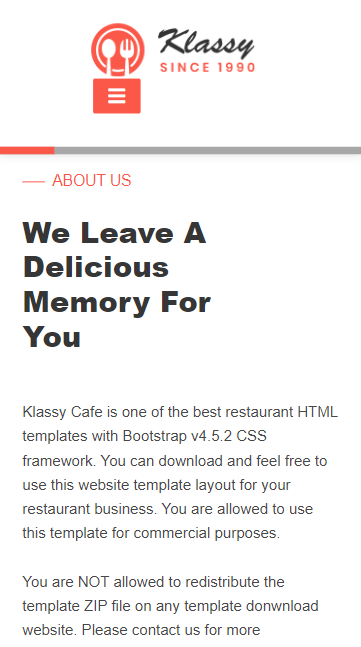 Klassy
SINCE 1990
ABOUT US
We Leave A
Delicious
Memory For
You
Klassy Cafe is one of the best restaurant HTML
templates with Bootstrap v4.5.2 CSS
framework. You can download and feel free to
use this website template layout for your
restaurant business. You are allowed to use
this template for commercial purposes.
You are NOT allowed to redistribute the
template ZIP file on any template donwnload
website. Please contact us for more